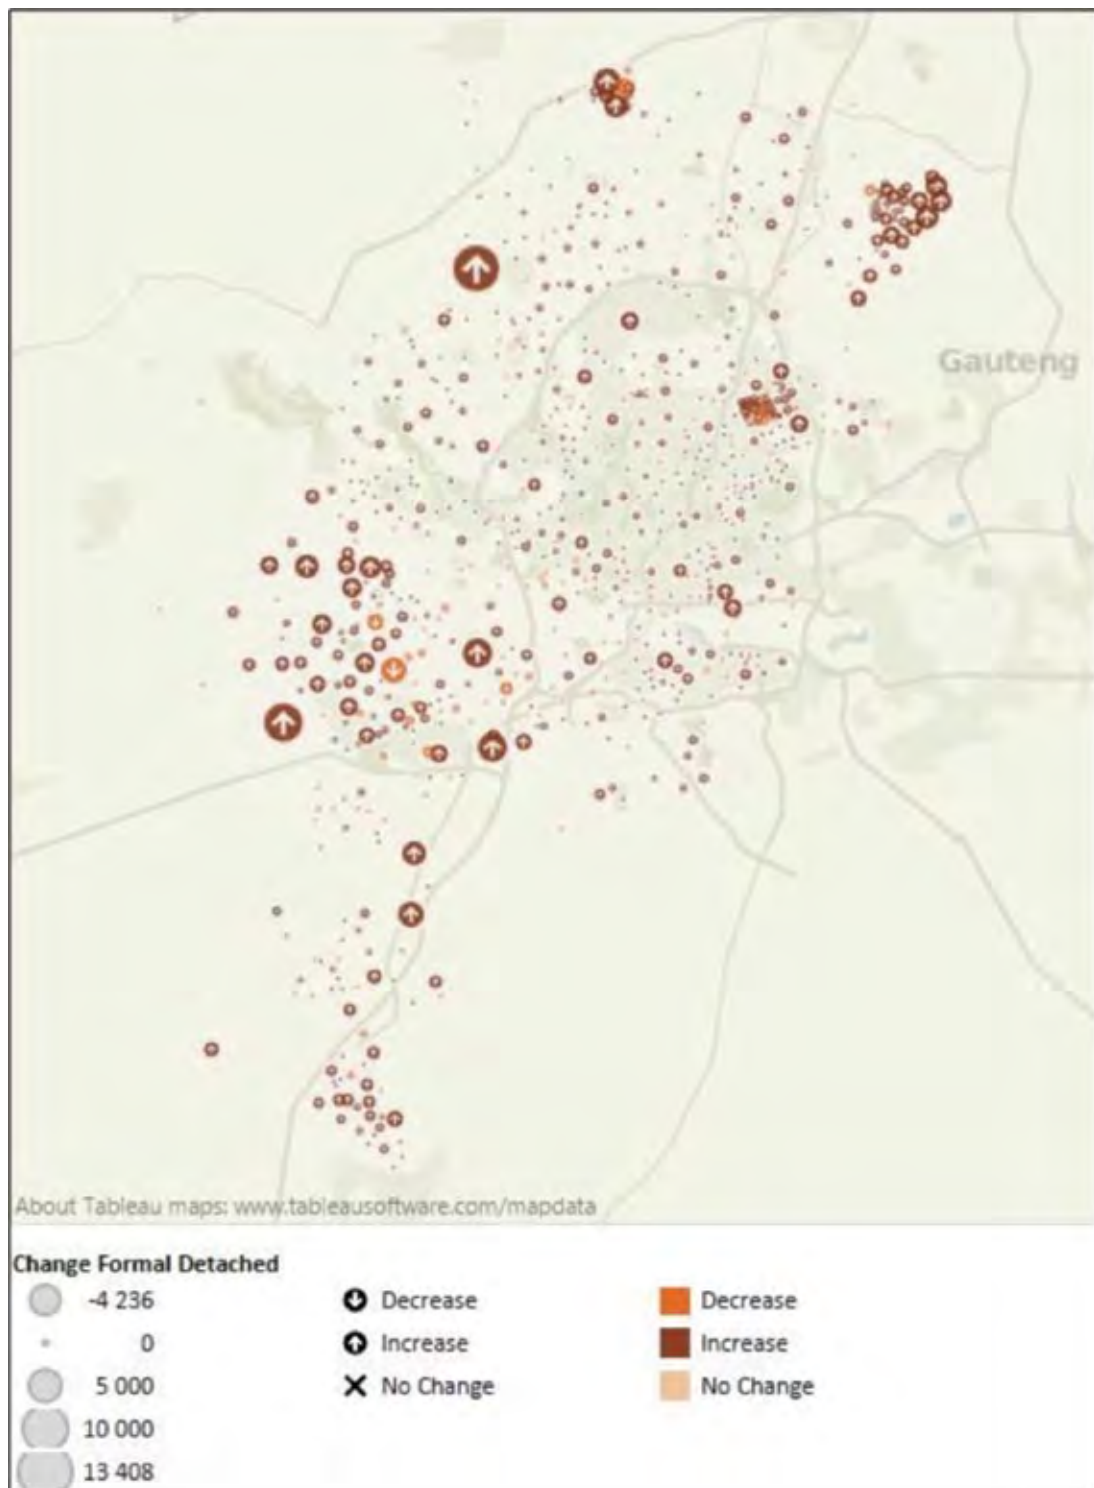 Gauteng
About Tableau maps: www.tableausoftware.com/mapdata
Change Formal Detached
-4 236
0
5 000
10 000
13 408
Decrease
Increase
No Change
Decrease
Increase
No Change